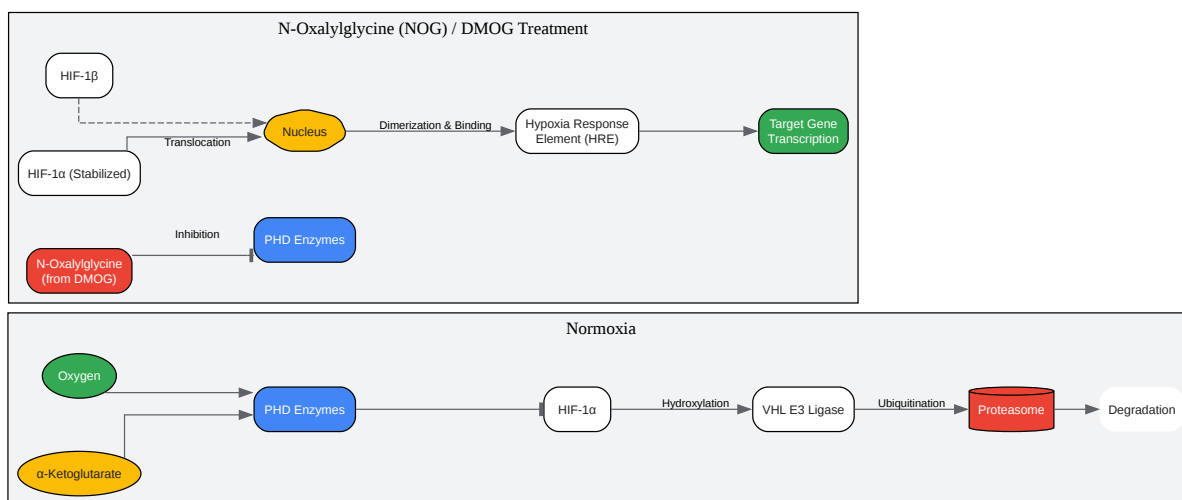 N-Oxalylglycine (NOG) / DMOG Treatment
HIF-1β
Nucleus
Dimerization & Binding
Hypoxia Response
Element (HRE)
Target Gene
Transcription
Translocation
HIF-1α (Stabilized)
Inhibition
PHD Enzymes
N-Oxalylglycine
(from DMOG)
Normoxia
Oxygen
PHD Enzymes
HIF-1α
Hydroxylation
VHL E3 Ligase
Ubiquitination
Proteasome
Degradation
α-Ketoglutarate